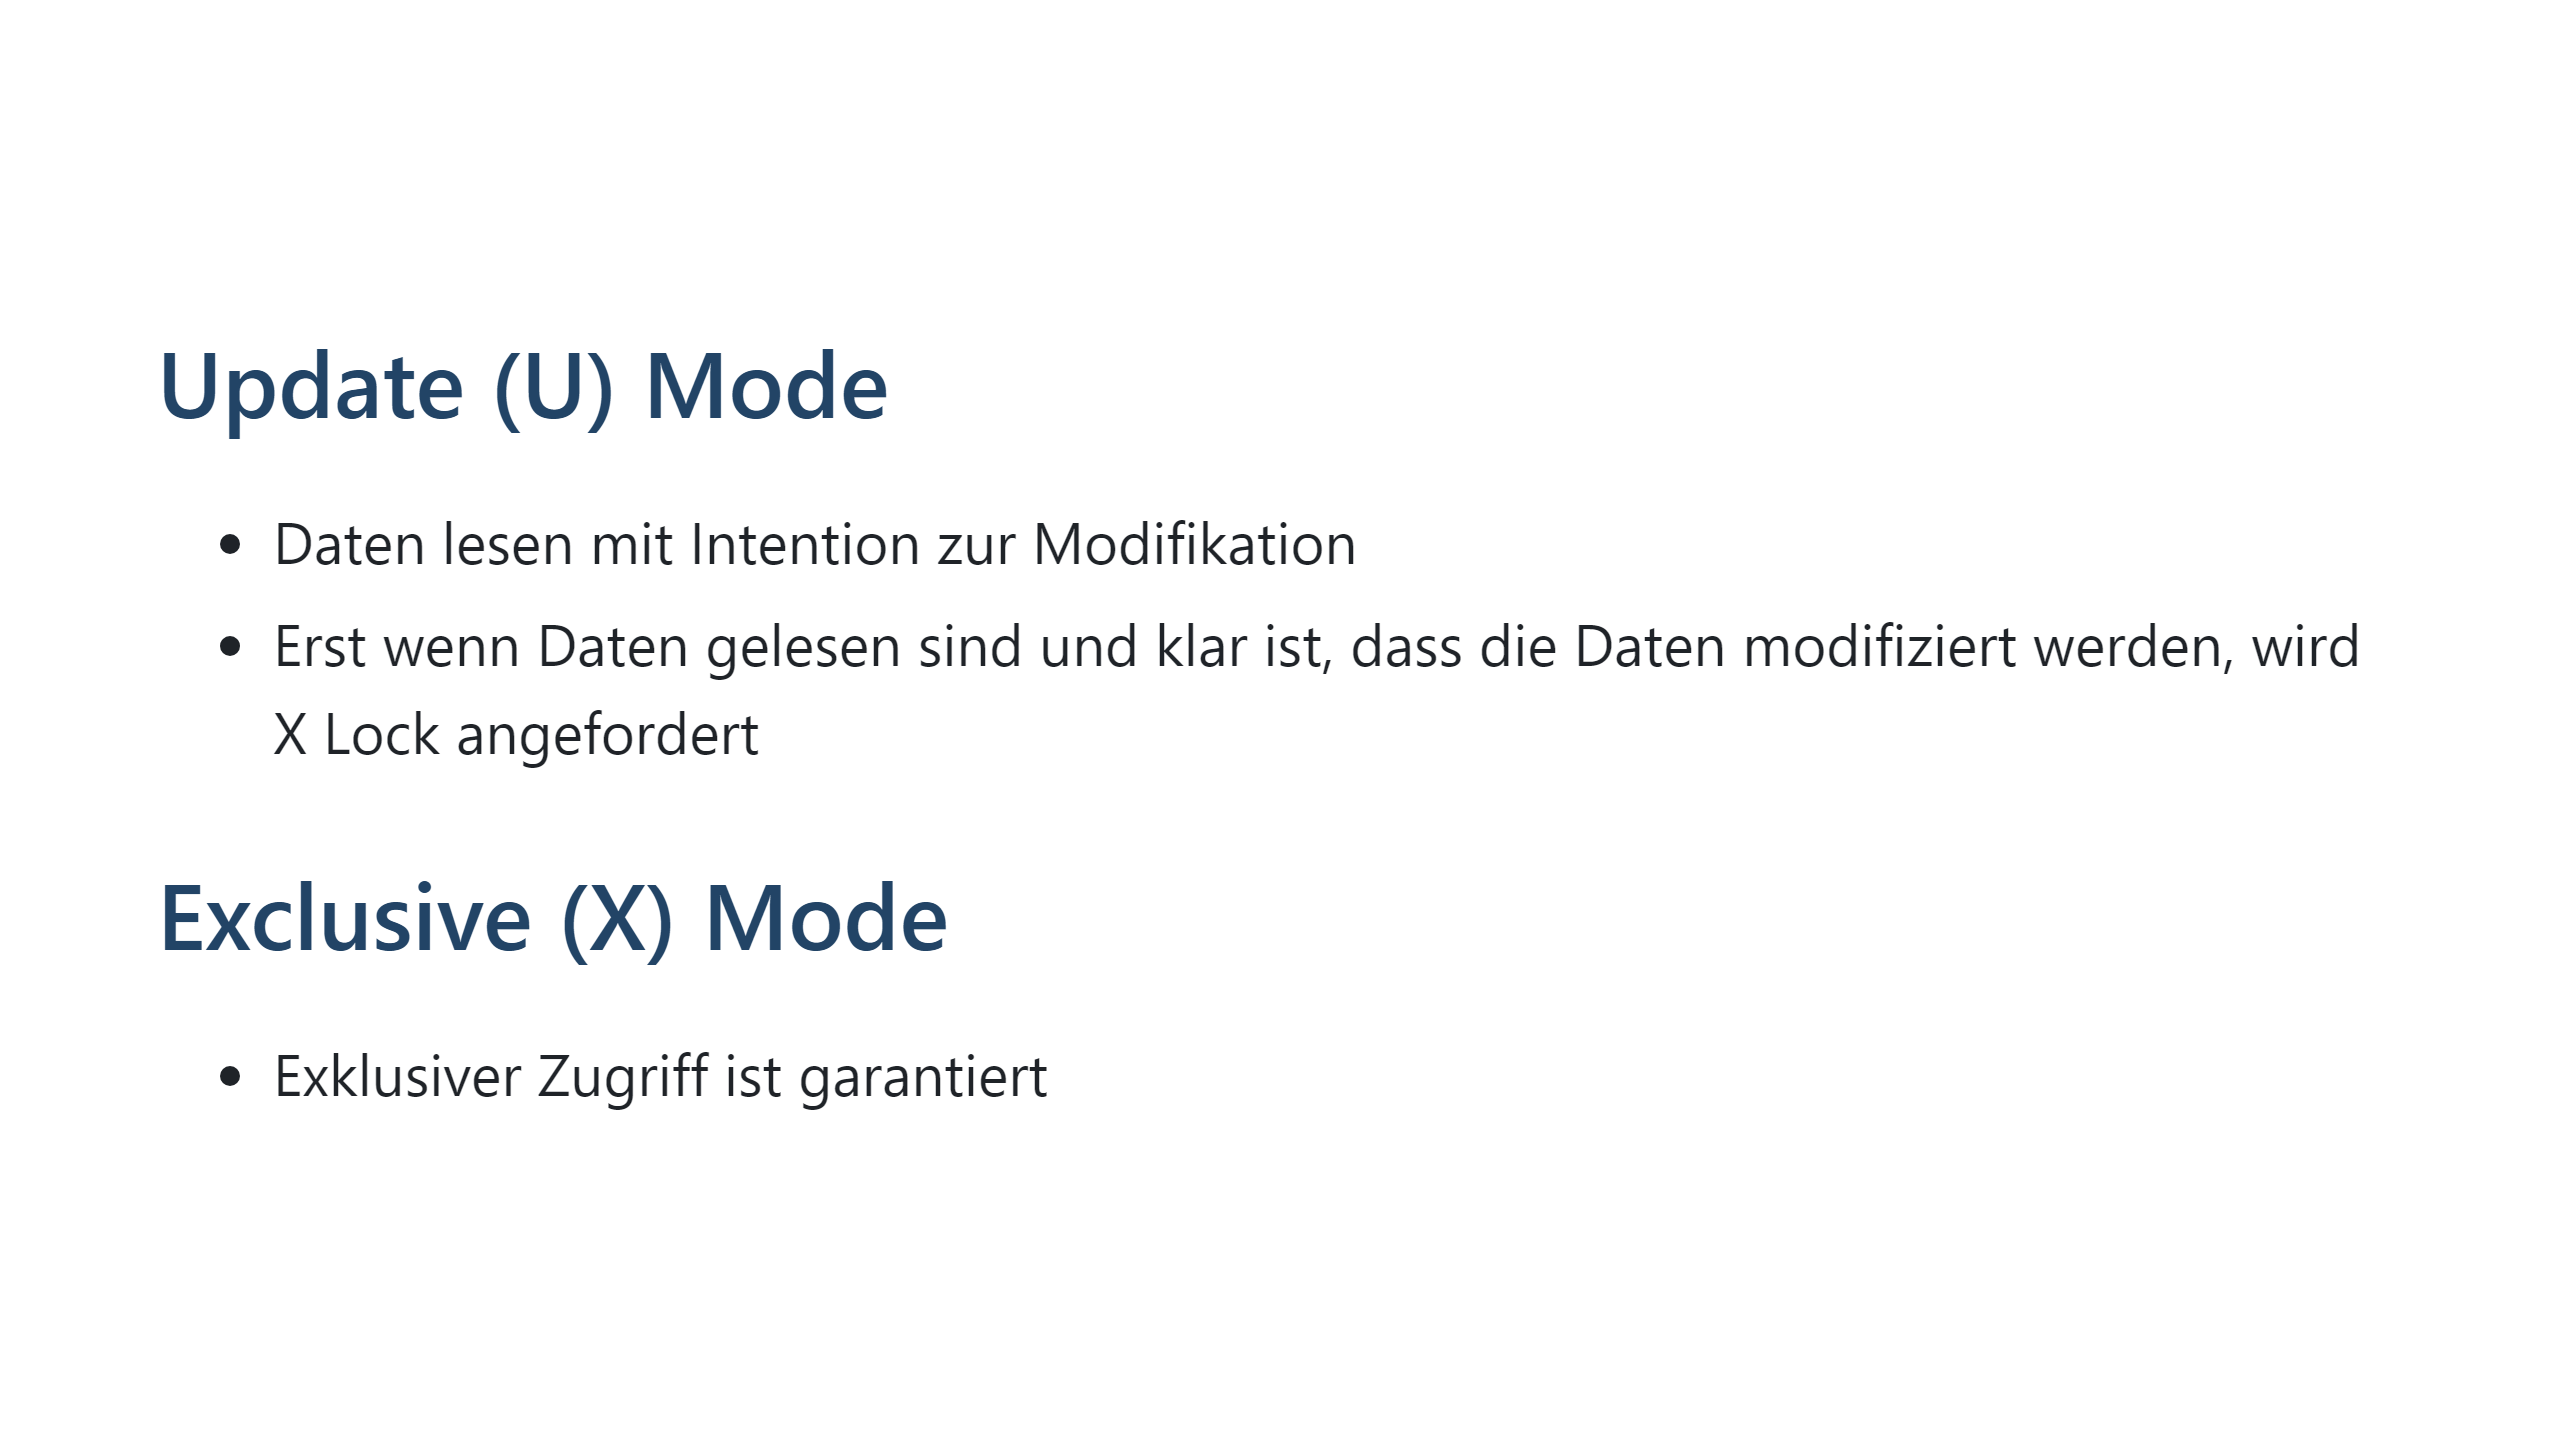 Update (U) Mode
• Daten lesen mit Intention zur Modifikation
• Erst wenn Daten gelesen sind und klar ist, dass die Daten modifiziert werden, wird
X Lock angefordert
Exclusive (X) Mode
• Exklusiver Zugriff ist garantiert